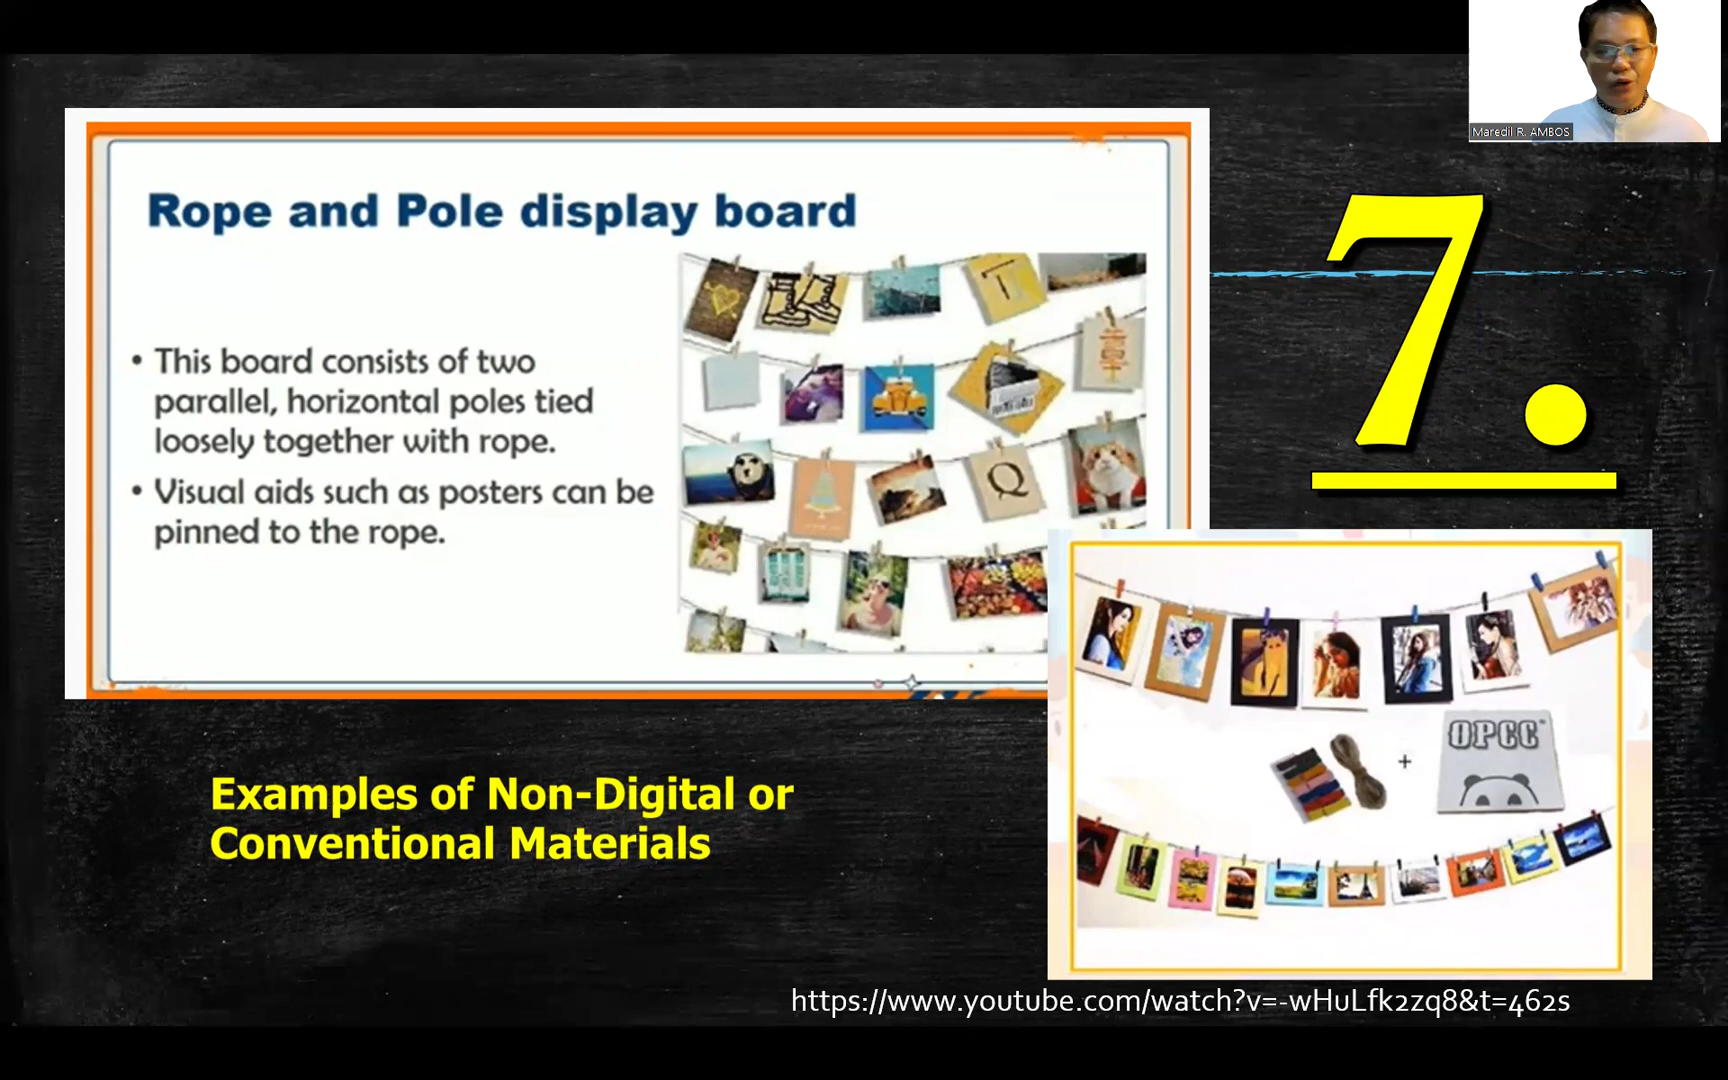 Maredil R. AMBOS
Rope and Pole display board
7.
• This board consists of two
parallel, horizontal poles tied
loosely together with rope.
• Visual aids such as posters can be
pinned to the rope.
T
Q
OPCC
+
Examples of Non-Digital or
Conventional Materials
https://www.youtube.com/watch?v=-wHuLfk2zq8&t=462s